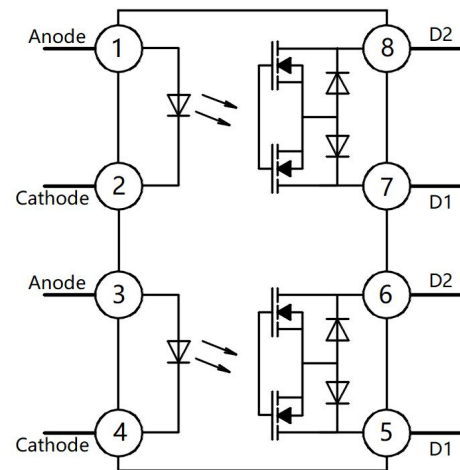 Anode 1 8 D2
Cathode 2 7 D1
Anode 3 6 D2
Cathode 4 5 D1